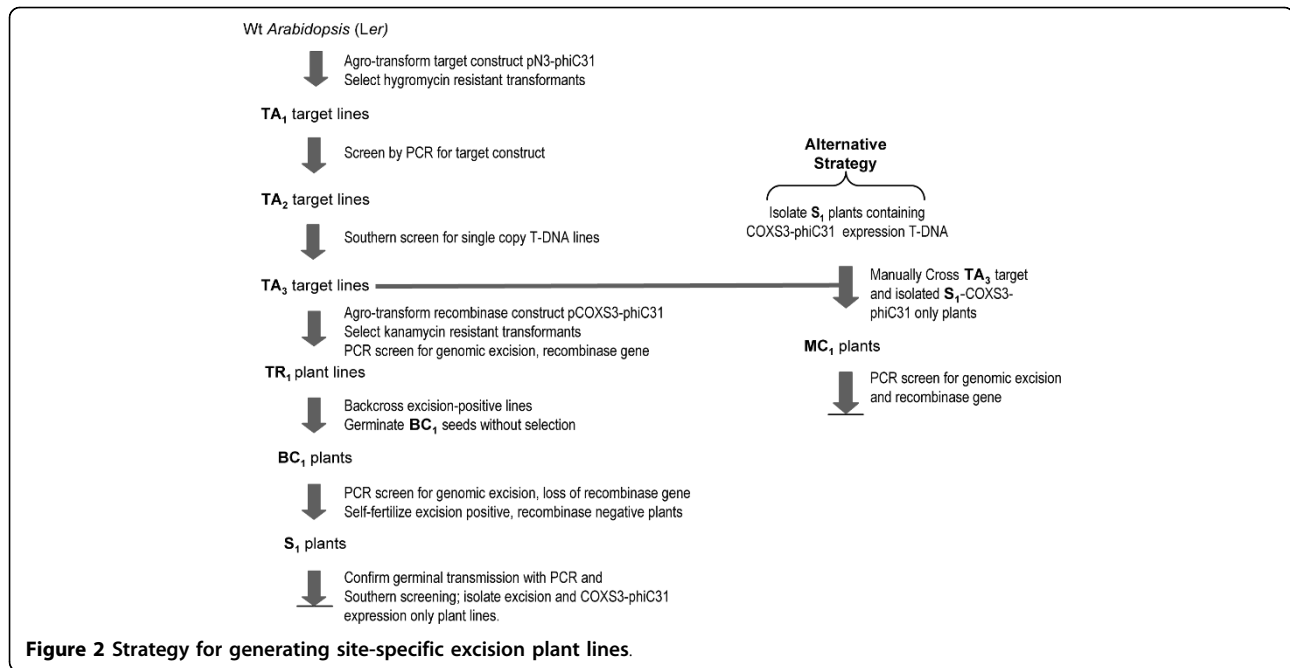 Wt Arabidopsis (Ler)
Agro-transform target construct pN3-phiC31
Select hygromycin resistant transformants
TA1 target lines
Screen by PCR for target construct
TA2 target lines
Southern screen for single copy T-DNA lines
TA3 target lines
Agro-transform recombinase construct pCOXS3-phiC31
Select kanamycin resistant transformants
PCR screen for genomic excision, recombinase gene
TR1 plant lines
Backcross excision-positive lines
Germinate BC1 seeds without selection
BC1 plants
PCR screen for genomic excision, loss of recombinase gene
Self-fertilize excision positive, recombinase negative plants
S1 plants
Confirm germinal transmission with PCR and
Southern screening; isolate excision and COXS3-phiC31
expression only plant lines.
Alternative
Strategy
Isolate S1 plants containing
COXS3-phiC31 expression T-DNA
Manually Cross TA3 target
and isolated S1-COXS3-
phiC31 only plants
MC1 plants
PCR screen for genomic excision
and recombinase gene
Figure 2 Strategy for generating site-specific excision plant lines.